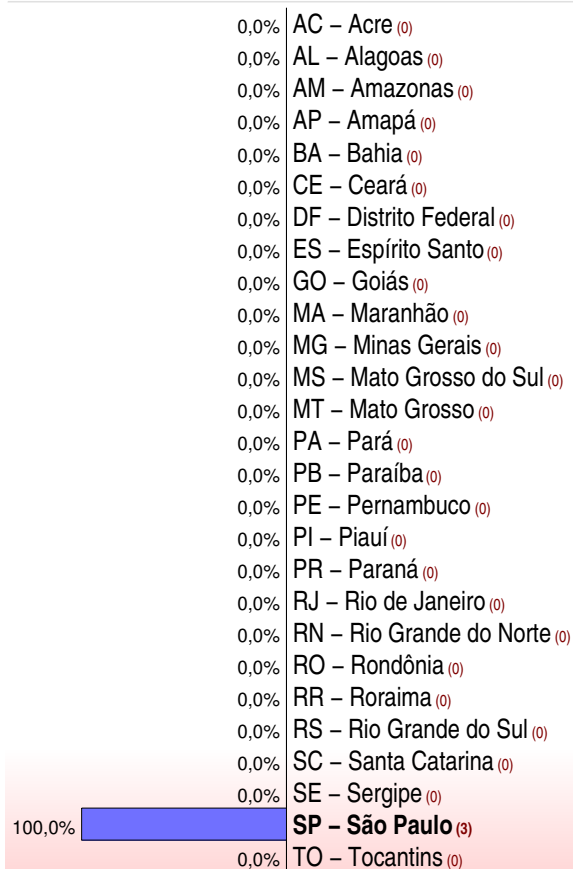 0,0% AC – Acre (0)
0,0% AL – Alagoas (0)
0,0% AM – Amazonas (0)
0,0% AP – Amapá (0)
0,0% BA – Bahia (0)
0,0% CE – Ceará (0)
0,0% DF – Distrito Federal (0)
0,0% ES – Espírito Santo (0)
0,0% GO – Goiás (0)
0,0% MA – Maranhão (0)
0,0% MG – Minas Gerais (0)
0,0% MS – Mato Grosso do Sul (0)
0,0% MT – Mato Grosso (0)
0,0% PA – Pará (0)
0,0% PB – Paraíba (0)
0,0% PE – Pernambuco (0)
0,0% PI – Piauí (0)
0,0% PR – Paraná (0)
0,0% RJ – Rio de Janeiro (0)
0,0% RN – Rio Grande do Norte (0)
0,0% RO – Rondônia (0)
0,0% RR – Roraima (0)
0,0% RS – Rio Grande do Sul (0)
0,0% SC – Santa Catarina (0)
0,0% SE – Sergipe (0)
100,0% SP – São Paulo (3)
0,0% TO – Tocantins (0)